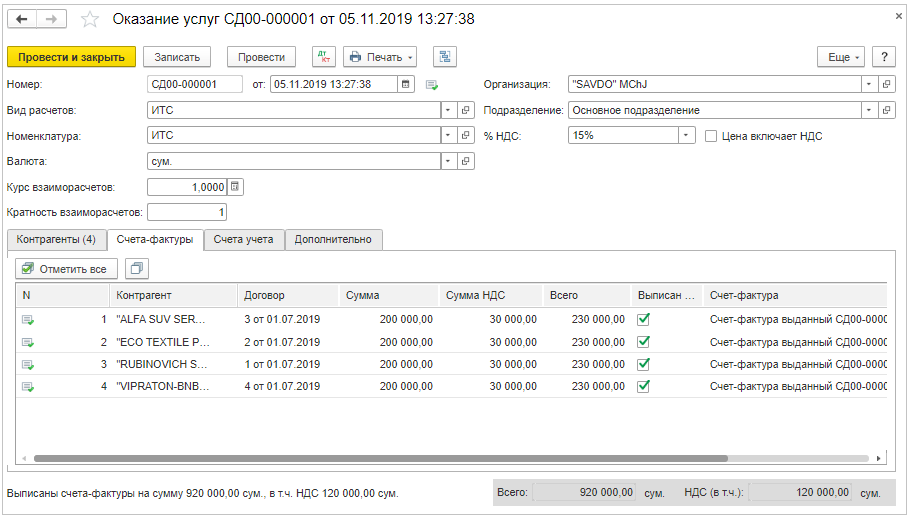 Оказание услуг СД00-000001 от 05.11.2019 13:27:38
Провести и закрыть Записать Провести Дт Кт Печать Еще ?
Номер: СД00-000001 от: 05.11.2019 13:27:38 Организация: "SAVDO" MChJ
Вид расчетов: ИТС Подразделение: Основное подразделение
Номенклатура: ИТС % НДС: 15% Цена включает НДС
Валюта: сум.
Курс взаиморасчетов: 1,0000
Кратность взаиморасчетов: 1
Контрагенты (4) Счета-фактуры Счета учета Дополнительно
Отметить все
N Контрагент Договор Сумма Сумма НДС Всего Выписан ... Счет-фактура
1 "ALFA SUV SER... 3 от 01.07.2019 200 000,00 30 000,00 230 000,00 Счет-фактура выданный СД00-0000
2 "ECO TEXTILE P... 2 от 01.07.2019 200 000,00 30 000,00 230 000,00 Счет-фактура выданный СД00-0000
3 "RUBINOVICH S... 1 от 01.07.2019 200 000,00 30 000,00 230 000,00 Счет-фактура выданный СД00-0000
4 "VIPRATON-BNB... 4 от 01.07.2019 200 000,00 30 000,00 230 000,00 Счет-фактура выданный СД00-0000
Выписаны счета-фактуры на сумму 920 000,00 сум., в т.ч. НДС 120 000,00 сум. Всего: 920 000,00 сум. НДС (в т.ч.): 120 000,00 сум.